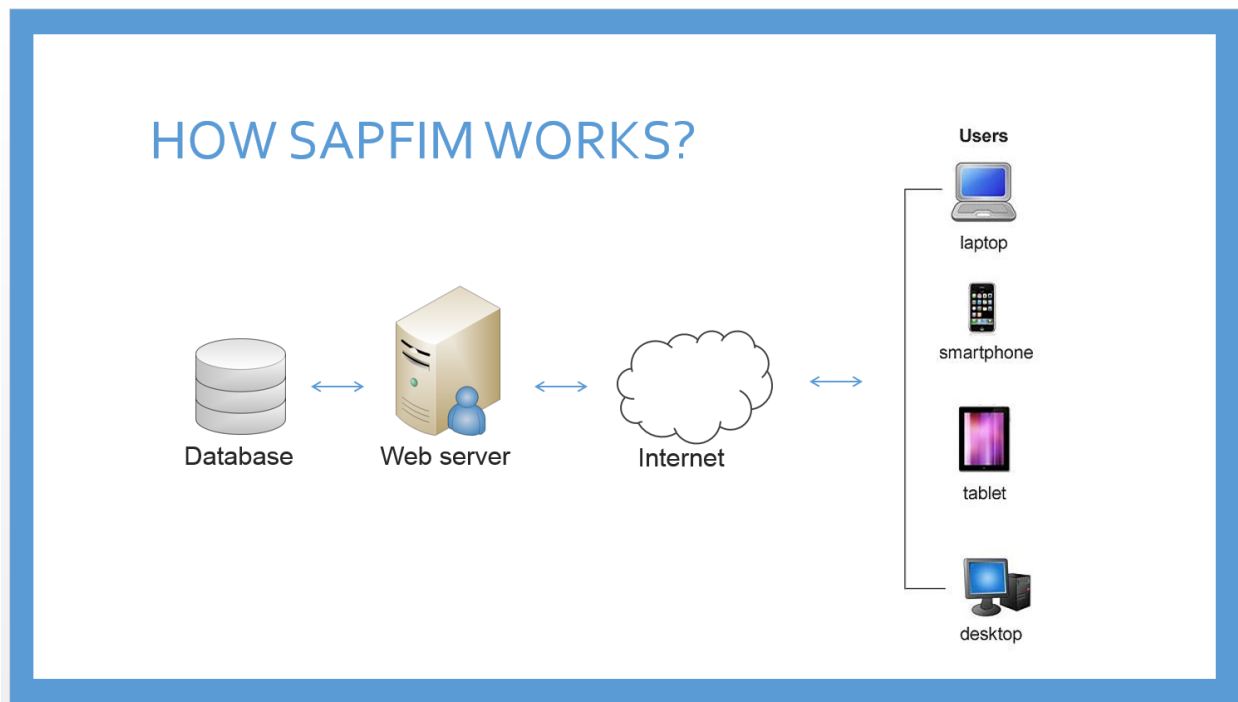 HOW SAPFIM WORKS?
Users
laptop
smartphone
tablet
desktop
Database
Web server
Internet